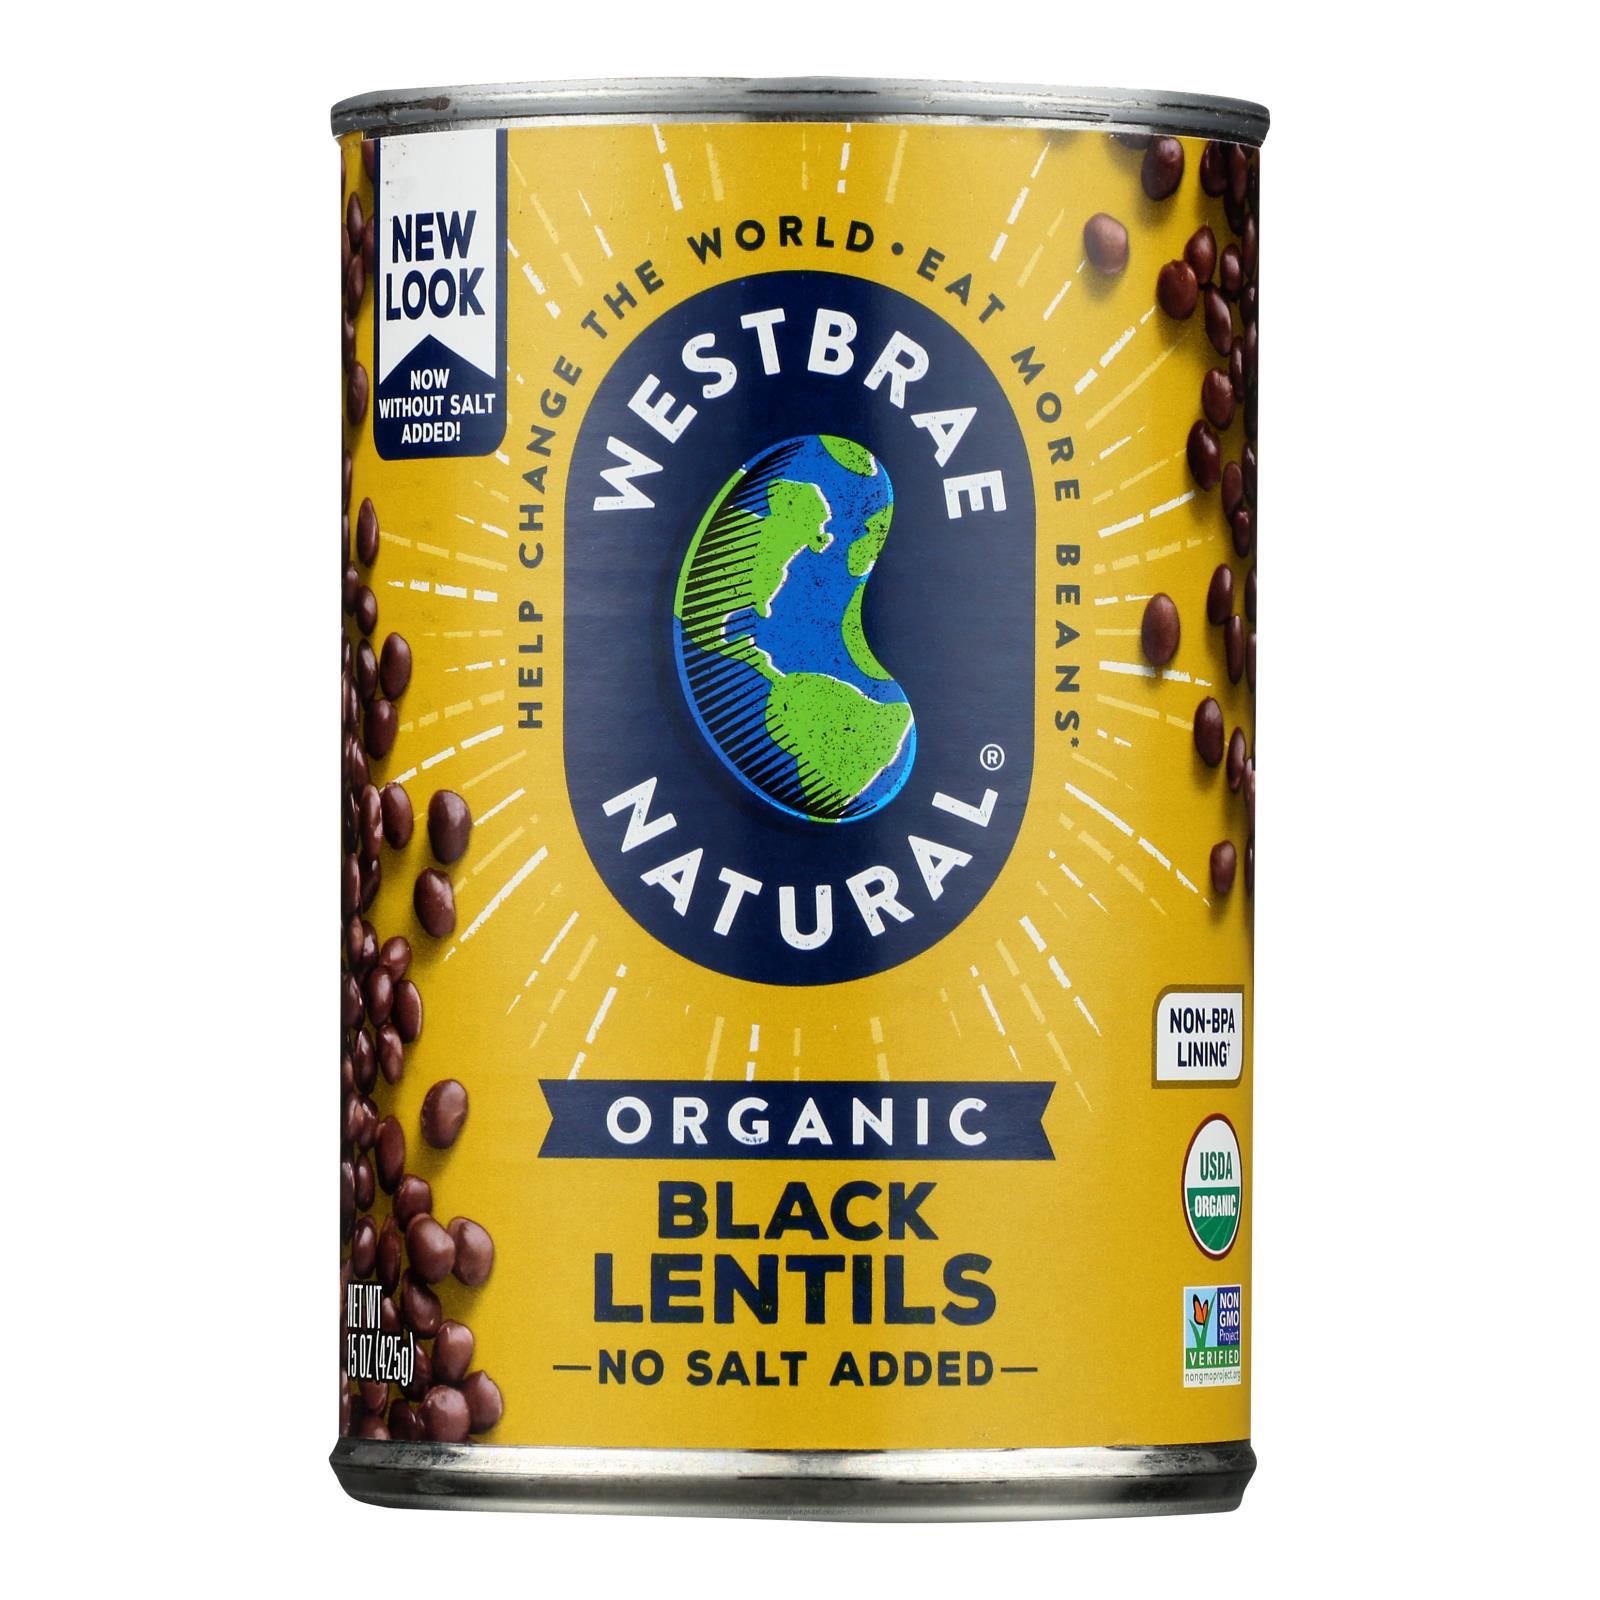 NEW
LOOK
NOW
WITHOUT SALT
ADDED!
HELP CHANGE THE WORLD • EAT MORE BEANS*
WESTBRAE
NATURAL®
NON-BPA
LINING†
ORGANIC
BLACK
LENTILS
—NO SALT ADDED—
USDA
ORGANIC
NON
GMO
Project
VERIFIED
nongmoproject.org
NET WT
15 OZ (425g)